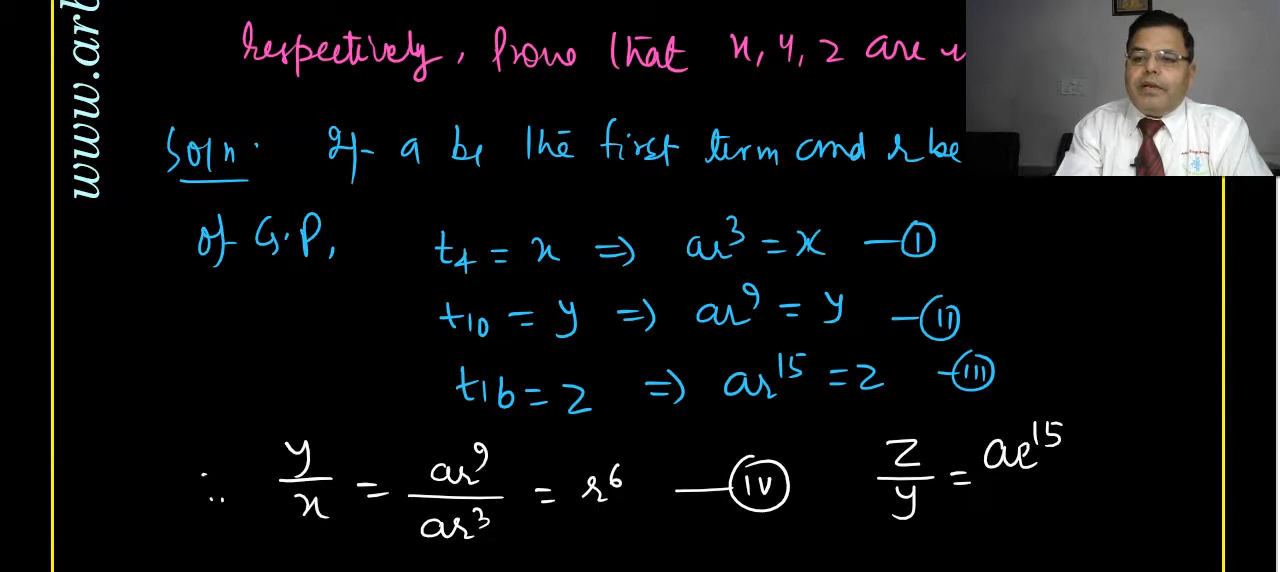 www.arb
Respectively, Prove that x, y, z are
Soln. If a be the first term and r be
of G.P,
t₄ = x ⇒ ar³ = x — (I)
t₁₀ = y ⇒ ar⁹ = y — (II)
t₁₆ = z ⇒ ar¹⁵ = z — (III)
∴ y/x = ar⁹/ar³ = r⁶ — (IV) z/y = ar¹⁵